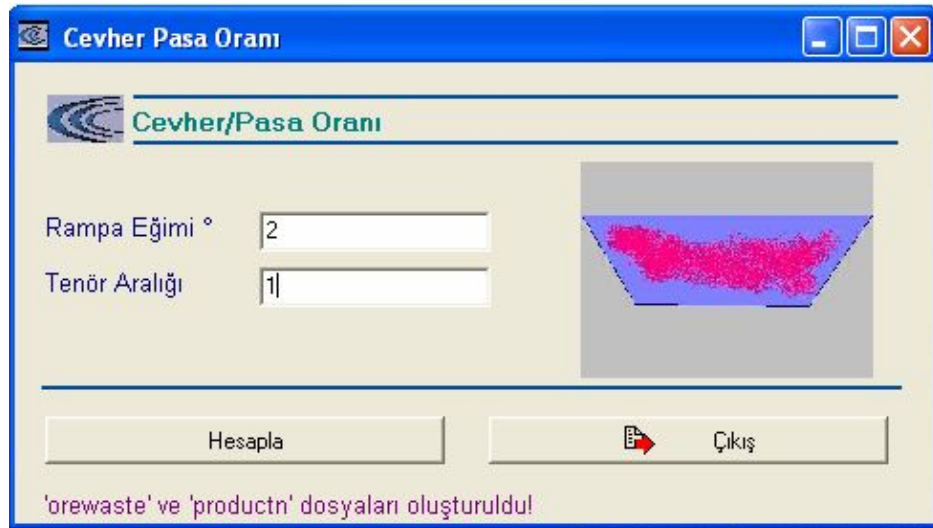 Cevher Pasa Oranı
Cevher/Pasa Oranı
Rampa Eğimi ° 2
Tenör Aralığı 1
Hesapla Çıkış
'orewaste' ve 'productn' dosyaları oluşturuldu!